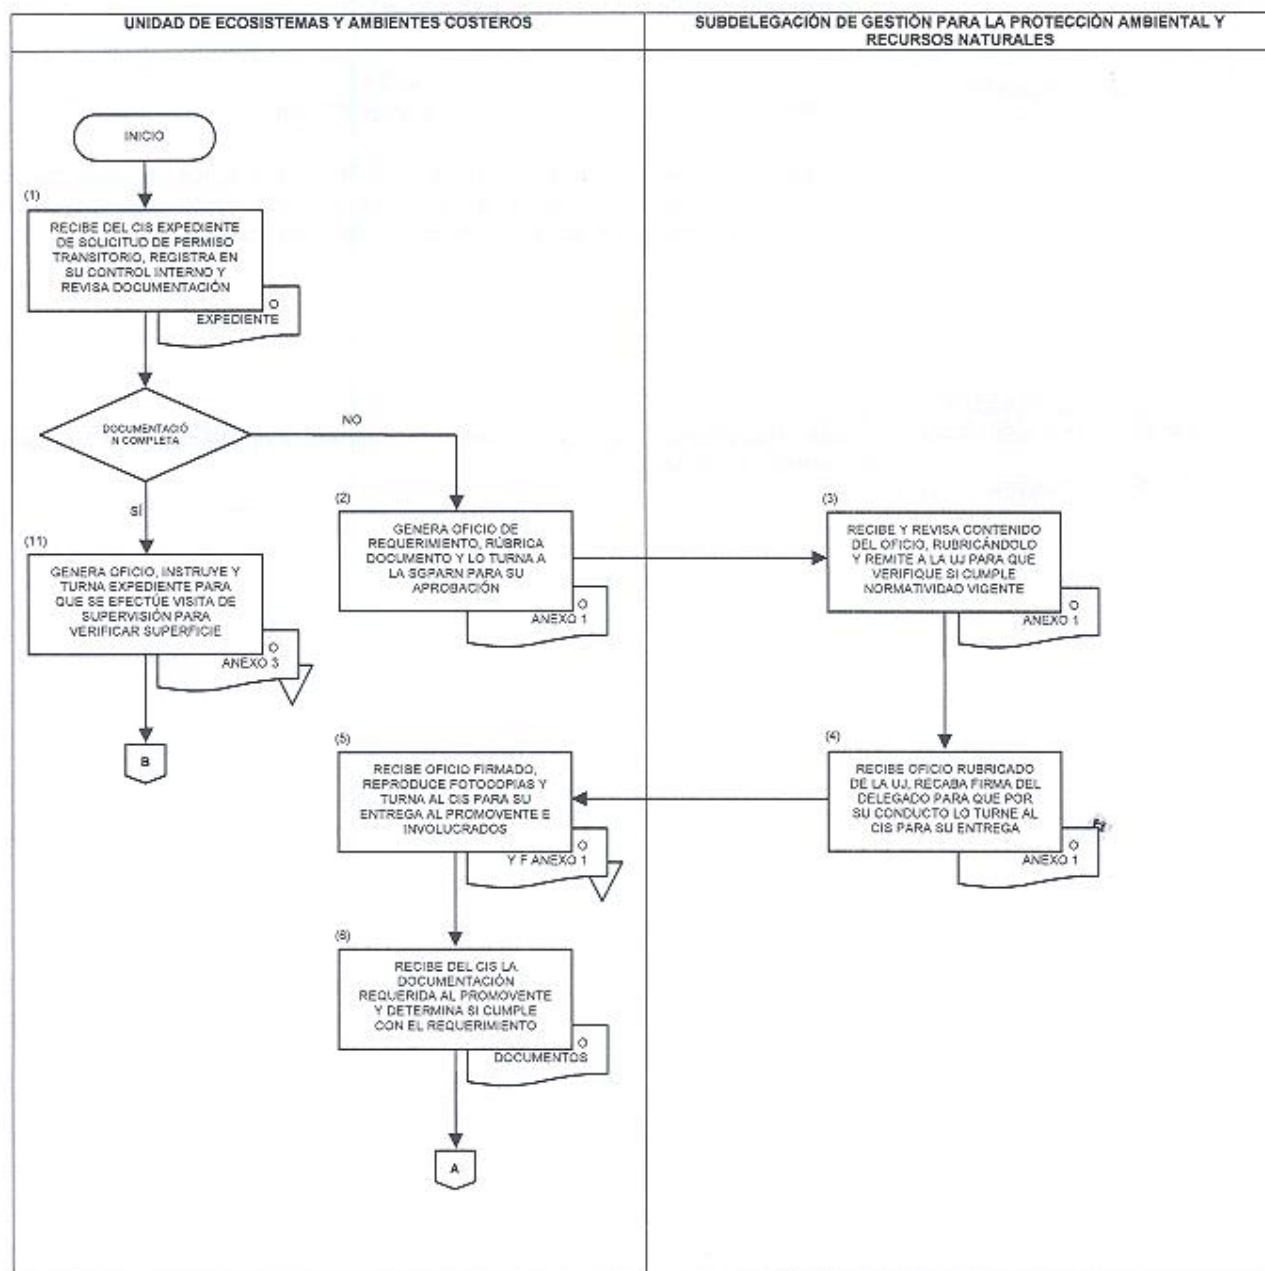 UNIDAD DE ECOSISTEMAS Y AMBIENTES COSTEROS
SUBDELEGACIÓN DE GESTIÓN PARA LA PROTECCIÓN AMBIENTAL Y
RECURSOS NATURALES
INICIO
(1)
RECIBE DEL CIS EXPEDIENTE
DE SOLICITUD DE PERMISO
TRANSITORIO, REGISTRA EN
SU CONTROL INTERNO Y
REVISA DOCUMENTACIÓN
O
EXPEDIENTE
DOCUMENTACIÓ
N COMPLETA
NO
SÍ
(2)
GENERA OFICIO DE
REQUERIMIENTO, RÚBRICA
DOCUMENTO Y LO TURNA A
LA SGPARN PARA SU
APROBACIÓN
O
ANEXO 1
(3)
RECIBE Y REVISA CONTENIDO
DEL OFICIO, RUBRICÁNDOLO
Y REMITE A LA UJ PARA QUE
VERIFIQUE SI CUMPLE
NORMATIVIDAD VIGENTE
O
ANEXO 1
(11)
GENERA OFICIO, INSTRUYE Y
TURNA EXPEDIENTE PARA
QUE SE EFECTÚE VISITA DE
SUPERVISIÓN PARA
VERIFICAR SUPERFICIE
O
ANEXO 3
B
(5)
RECIBE OFICIO FIRMADO,
REPRODUCE FOTOCOPIAS Y
TURNA AL CIS PARA SU
ENTREGA AL PROMOVENTE E
INVOLUCRADOS
O
Y F ANEXO 1
(4)
RECIBE OFICIO RUBRICADO
DE LA UJ, RECABA FIRMA DEL
DELEGADO PARA QUE POR
SU CONDUCTO LO TURNE AL
CIS PARA SU ENTREGA
O
ANEXO 1
(6)
RECIBE DEL CIS LA
DOCUMENTACIÓN
REQUERIDA AL PROMOVENTE
Y DETERMINA SI CUMPLE
CON EL REQUERIMIENTO
O
DOCUMENTOS
A